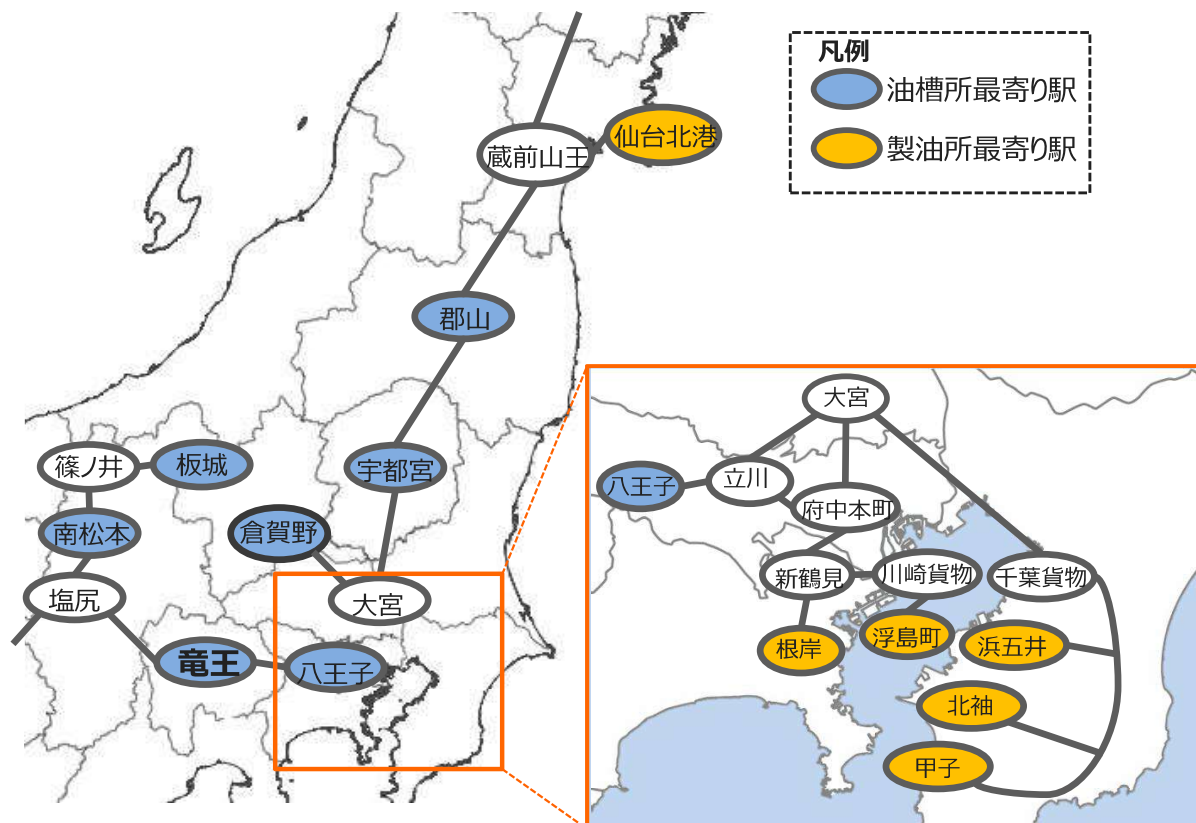 凡例
油槽所最寄り駅
製油所最寄り駅
仙台北港
蔵前山王
郡山
篠ノ井
板城
宇都宮
南松本
倉賀野
塩尻
大宮
竜王
八王子
大宮
八王子
立川
府中本町
新鶴見
川崎貨物
千葉貨物
根岸
浮島町
浜五井
北袖
甲子